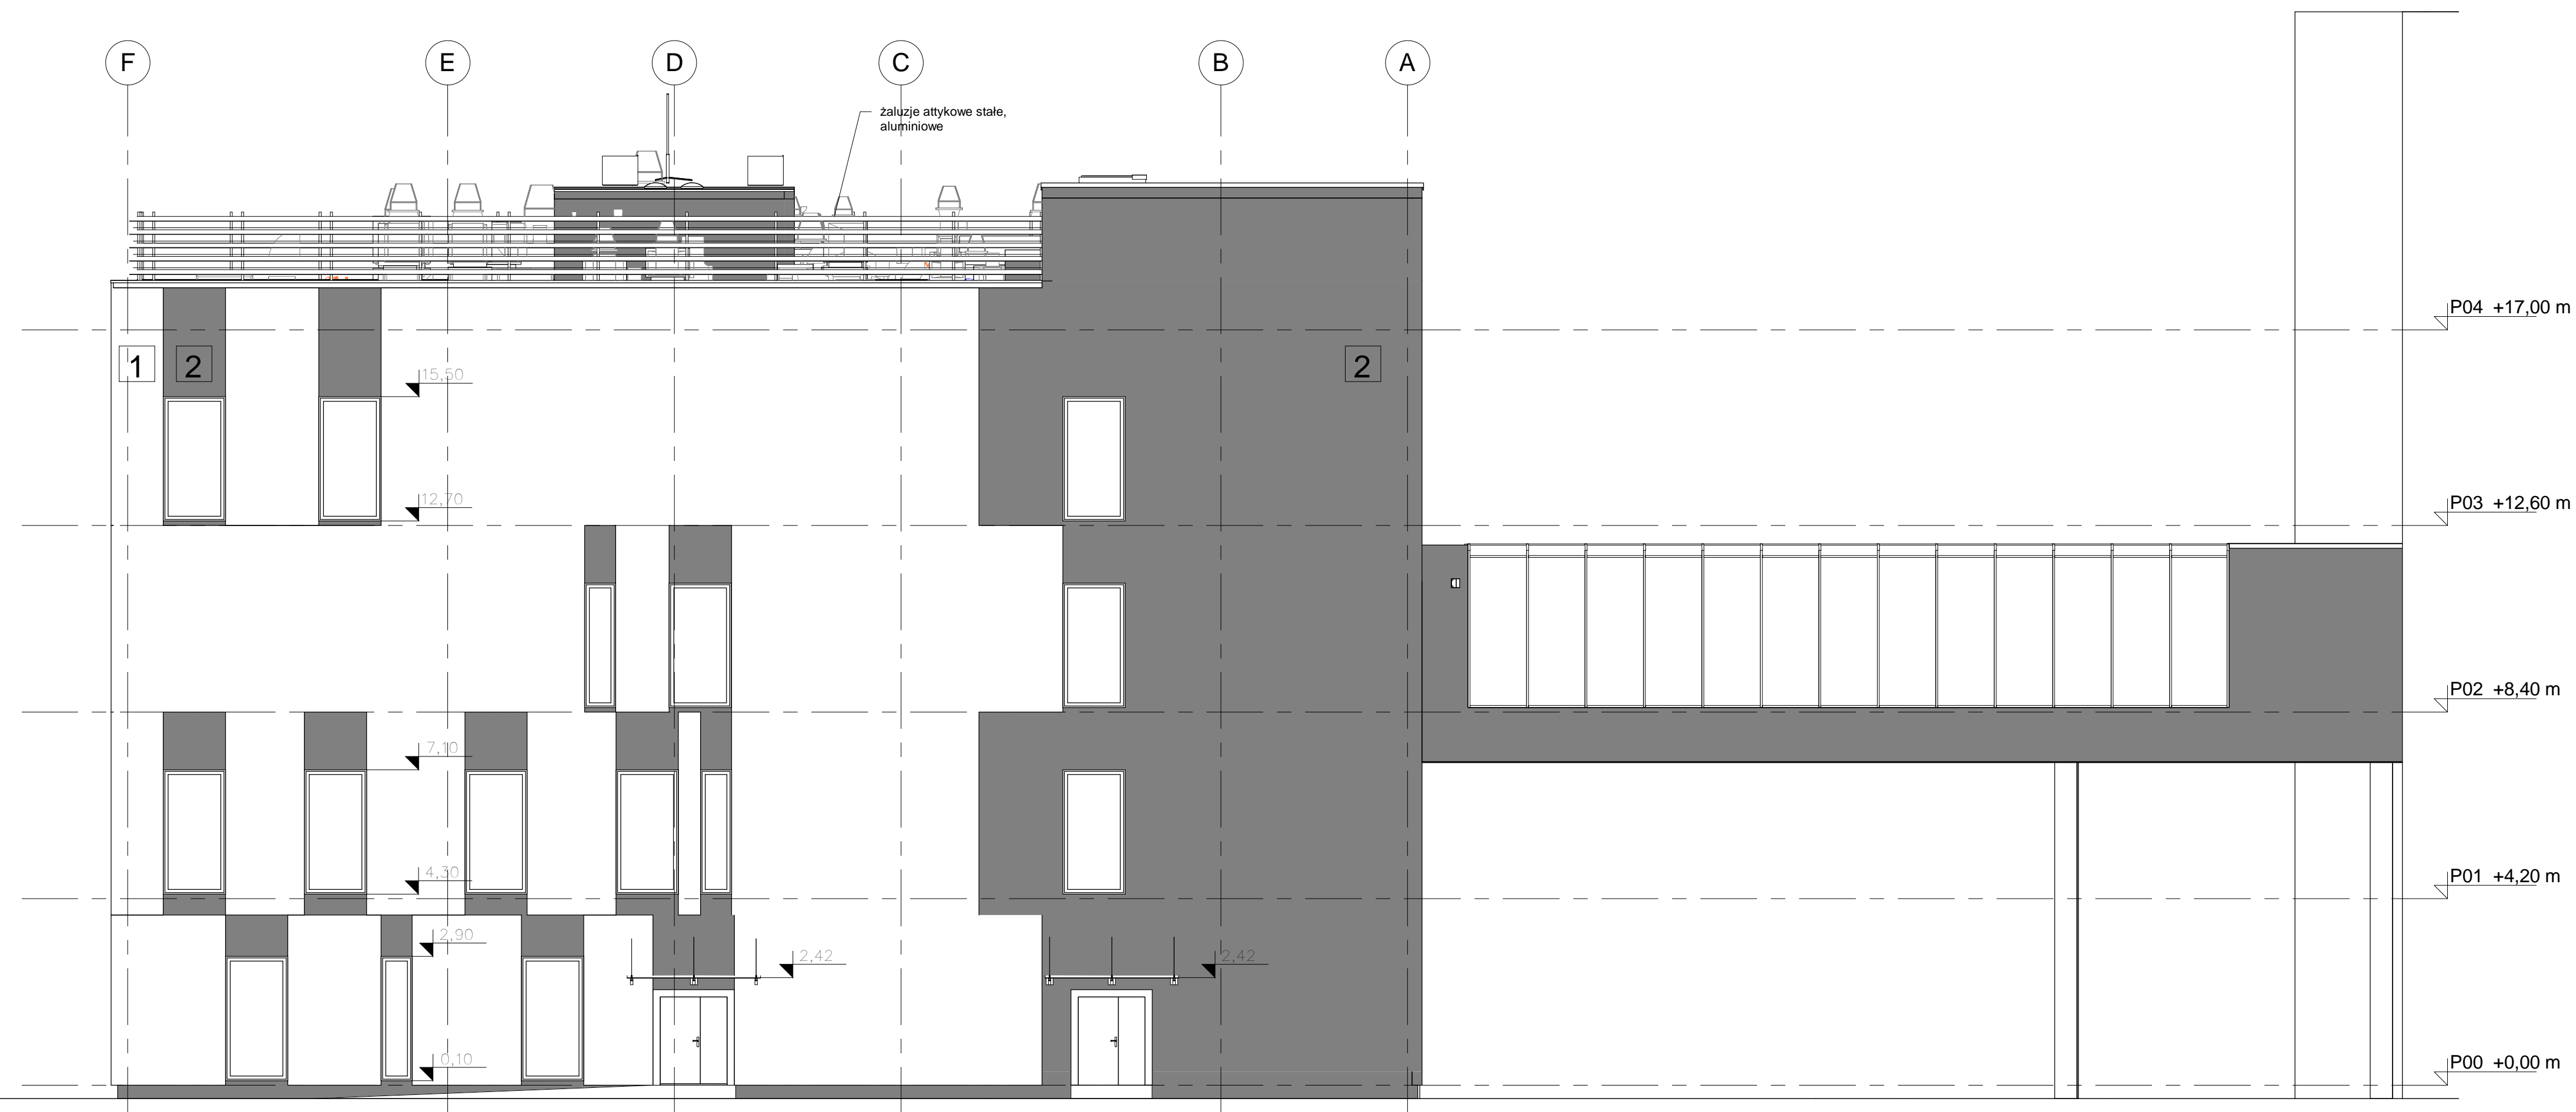 F
E
D
C
B
A
żaluzje attykowe stałe,
aluminiowe
P04 +17,00 m
1
2
2
15,50
12,70
P03 +12,60 m
P02 +8,40 m
7,10
4,30
P01 +4,20 m
2,90
2,42
2,42
0,10
P00 +0,00 m